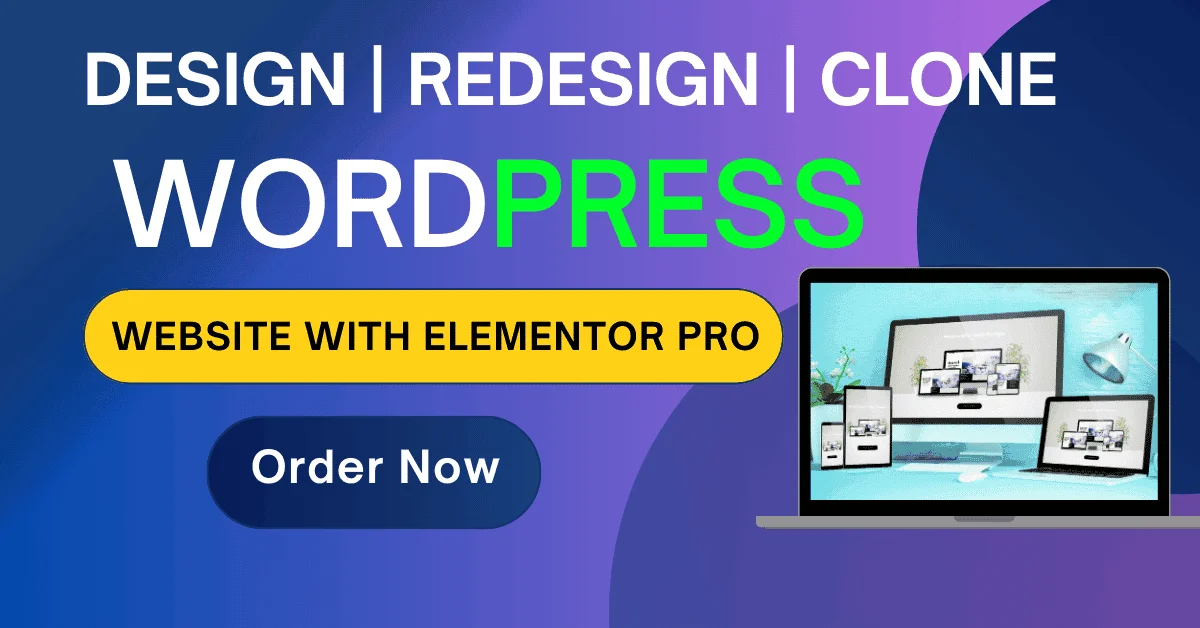 DESIGN | REDESIGN | CLONE
WORDPRESS
WEBSITE WITH ELEMENTOR PRO
Order Now